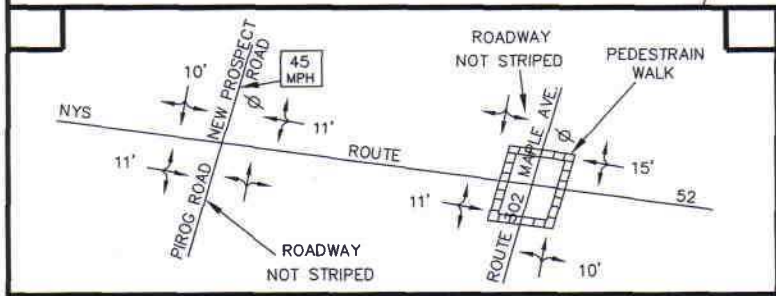 ROADWAY
NOT STRIPED
PEDESTRAIN
WALK
45
MPH
NEW PROSPECT
ROAD
10'
11'
NYS
ROUTE
52
11'
PIROG ROAD
ROADWAY
NOT STRIPED
MAPLE AVE.
15'
11'
ROUTE 302
10'